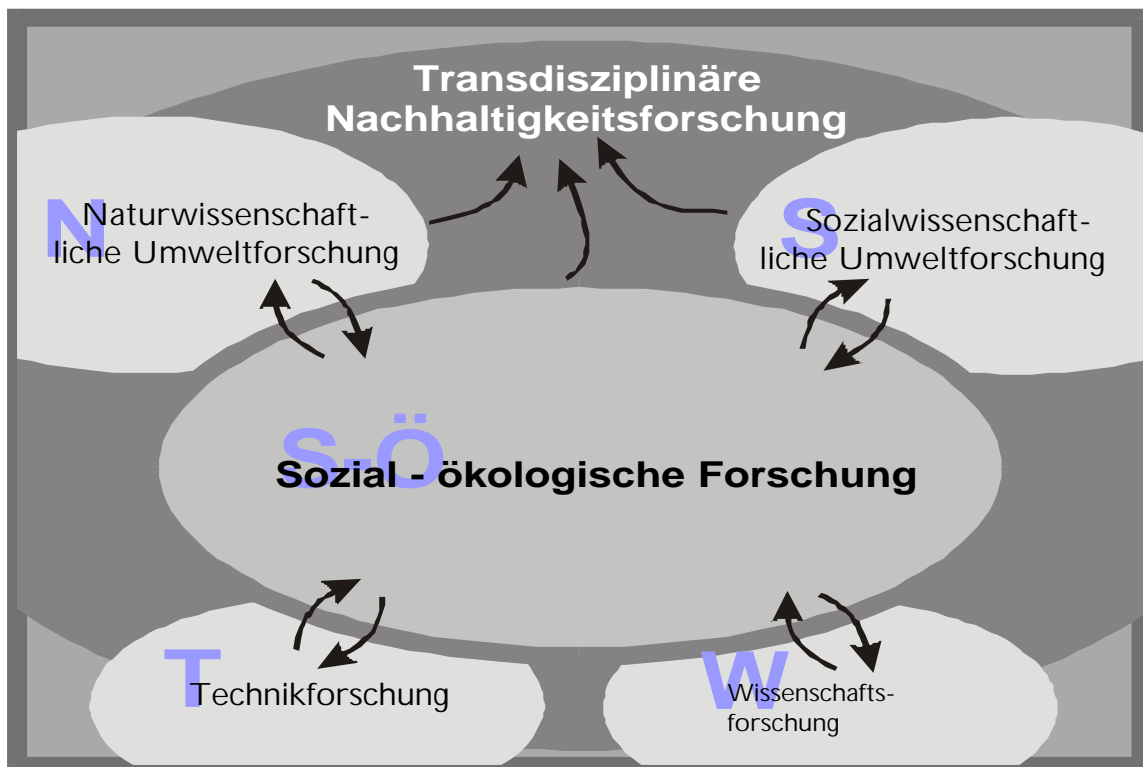 Transdisziplinäre
Nachhaltigkeitsforschung
N
Naturwissenschaft-
liche Umweltforschung
S
Sozialwissenschaft-
liche Umweltforschung
S-Ö
Sozial - ökologische Forschung
T
Technikforschung
W
Wissenschafts-
forschung